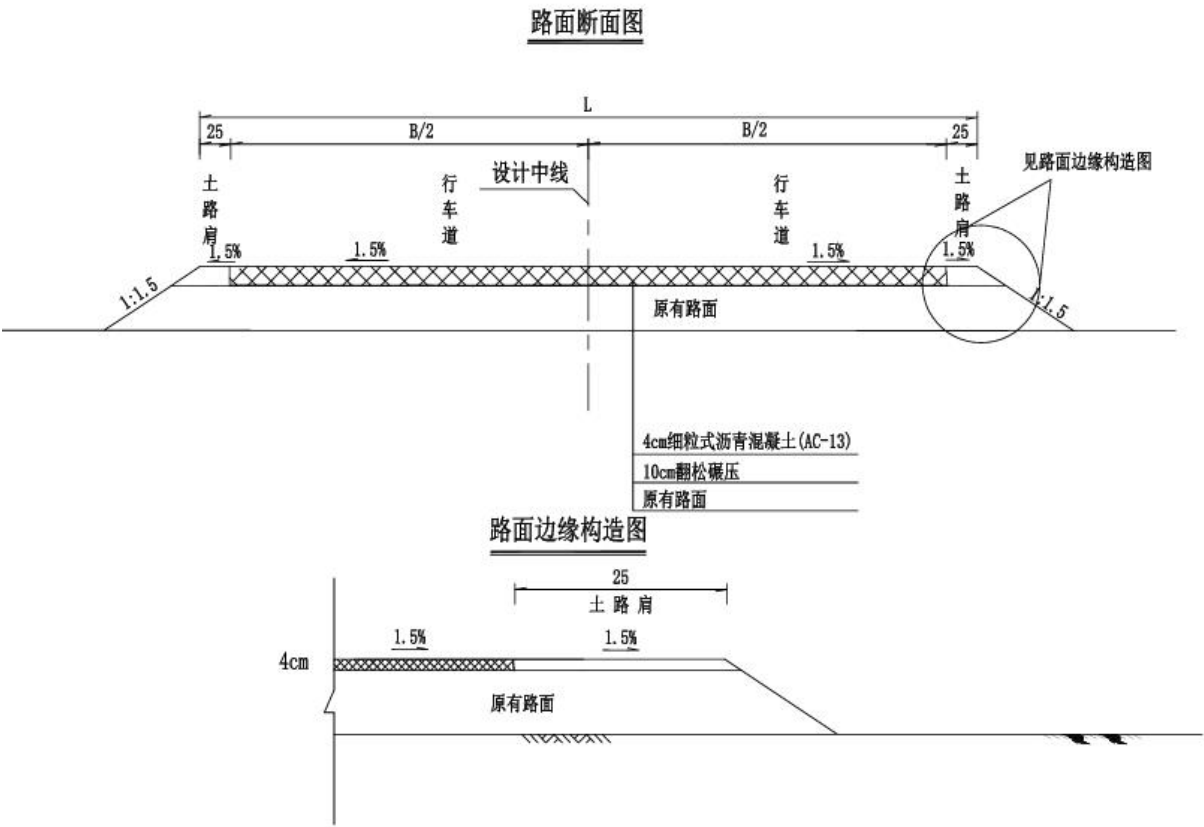 路面断面图
L
25
B/2
B/2
25
设计中线
见路面边缘构造图
土路肩
行车道
行车道
土路肩
1.5%
1.5%
1.5%
1.5%
1:1.5
1:1.5
原有路面
4cm细粒式沥青混凝土(AC-13)
10cm翻松碾压
原有路面
路面边缘构造图
25
土路肩
1.5%
1.5%
4cm
原有路面